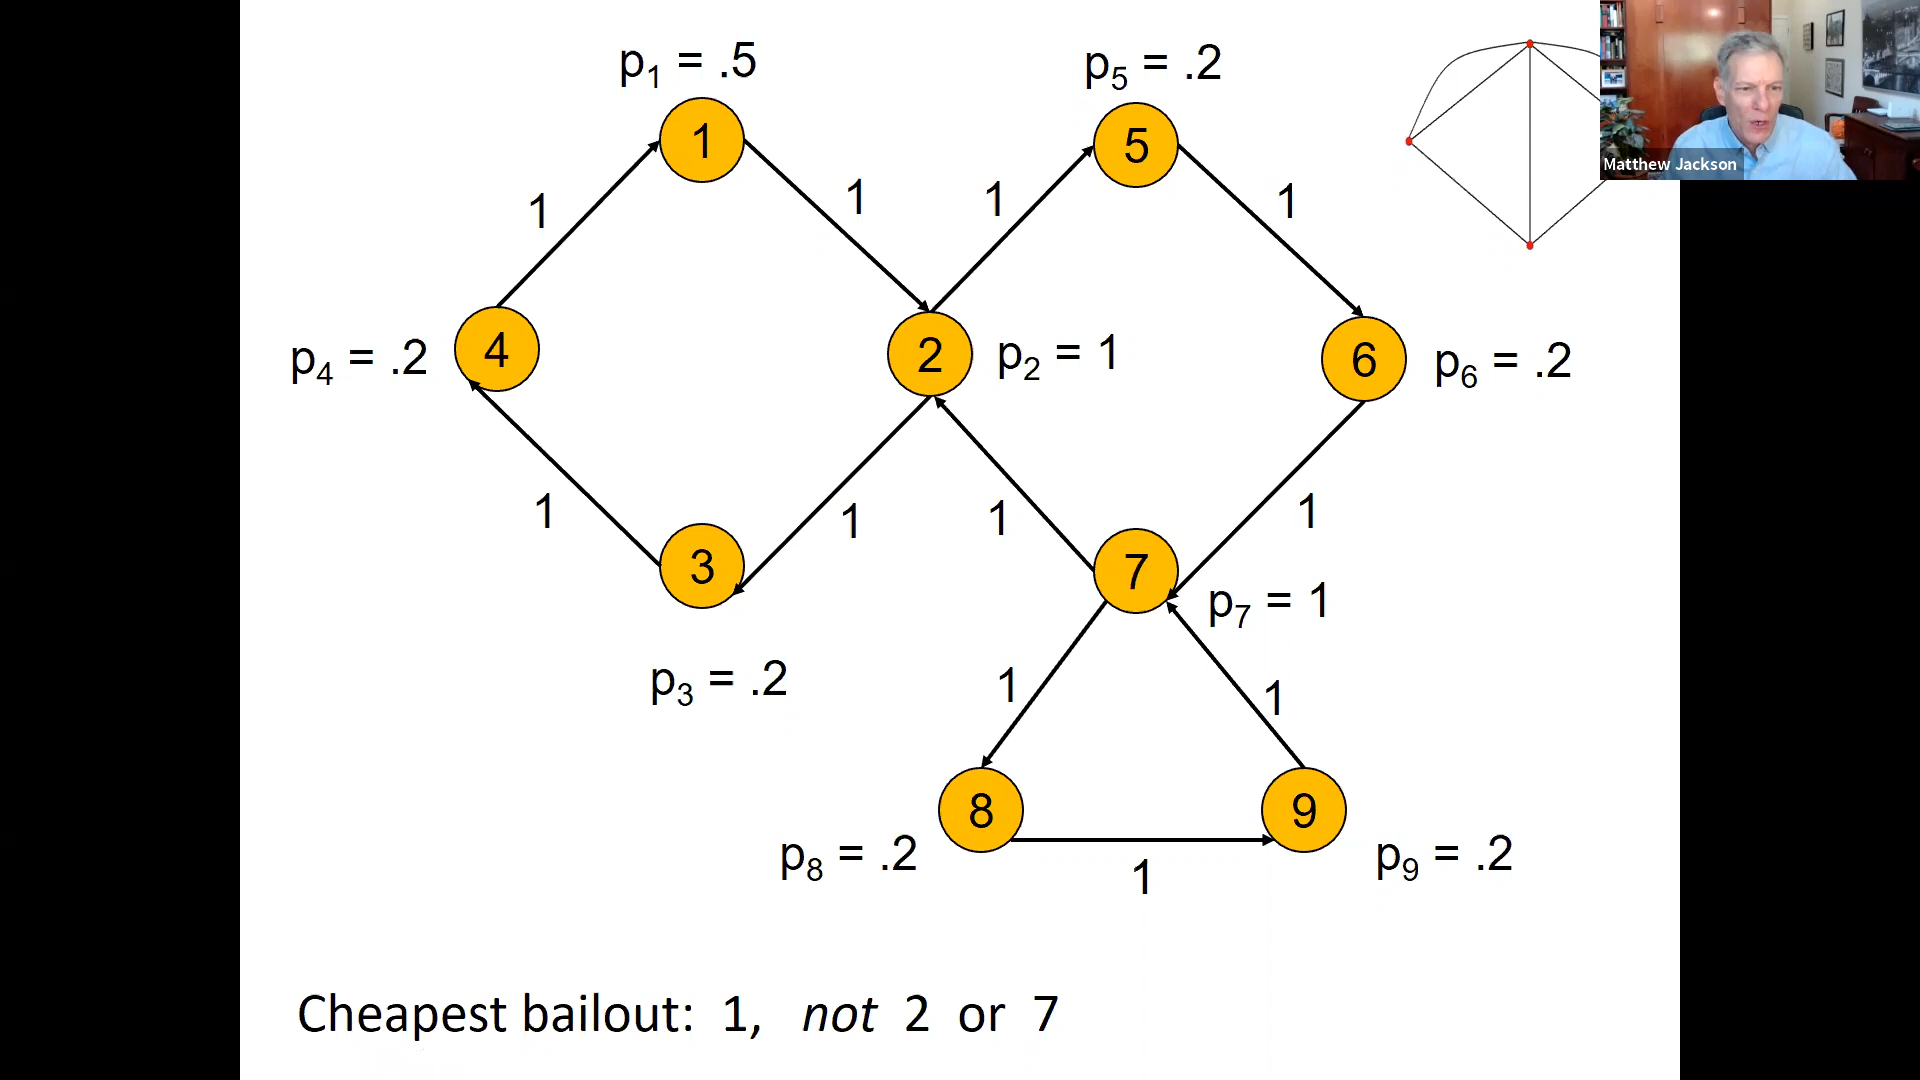 p1 = .5
p5 = .2
1
5
Matthew Jackson
1
1
1
1
p4 = .2
4
2
p2 = 1
6
p6 = .2
1
1
1
1
3
7
p7 = 1
p3 = .2
1
1
8
9
p8 = .2
1
p9 = .2
Cheapest bailout: 1, not 2 or 7